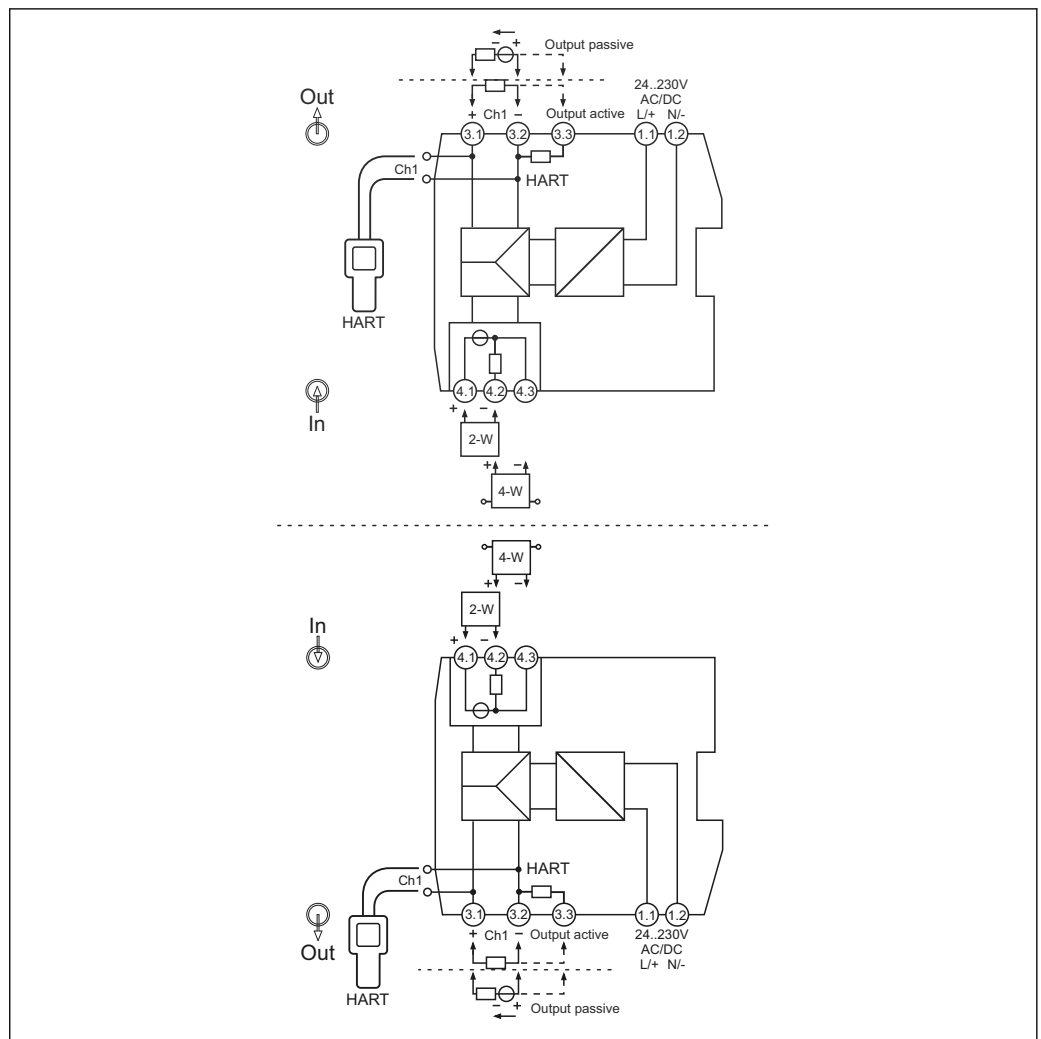 − +
Output passive
24..230V
AC/DC
L/+ N/-
Out
+ Ch1 − Output active
3.1 3.2 3.3 1.1 1.2
Ch1
HART
HART
4.1 4.2 4.3
In
+ −
2-W
+ −
4-W
4-W
+ −
2-W
In
+ −
4.1 4.2 4.3
HART
Ch1
3.1 3.2 3.3 1.1 1.2
+ Ch1 − Output active
24..230V
AC/DC
L/+ N/-
Out
HART
− +
Output passive